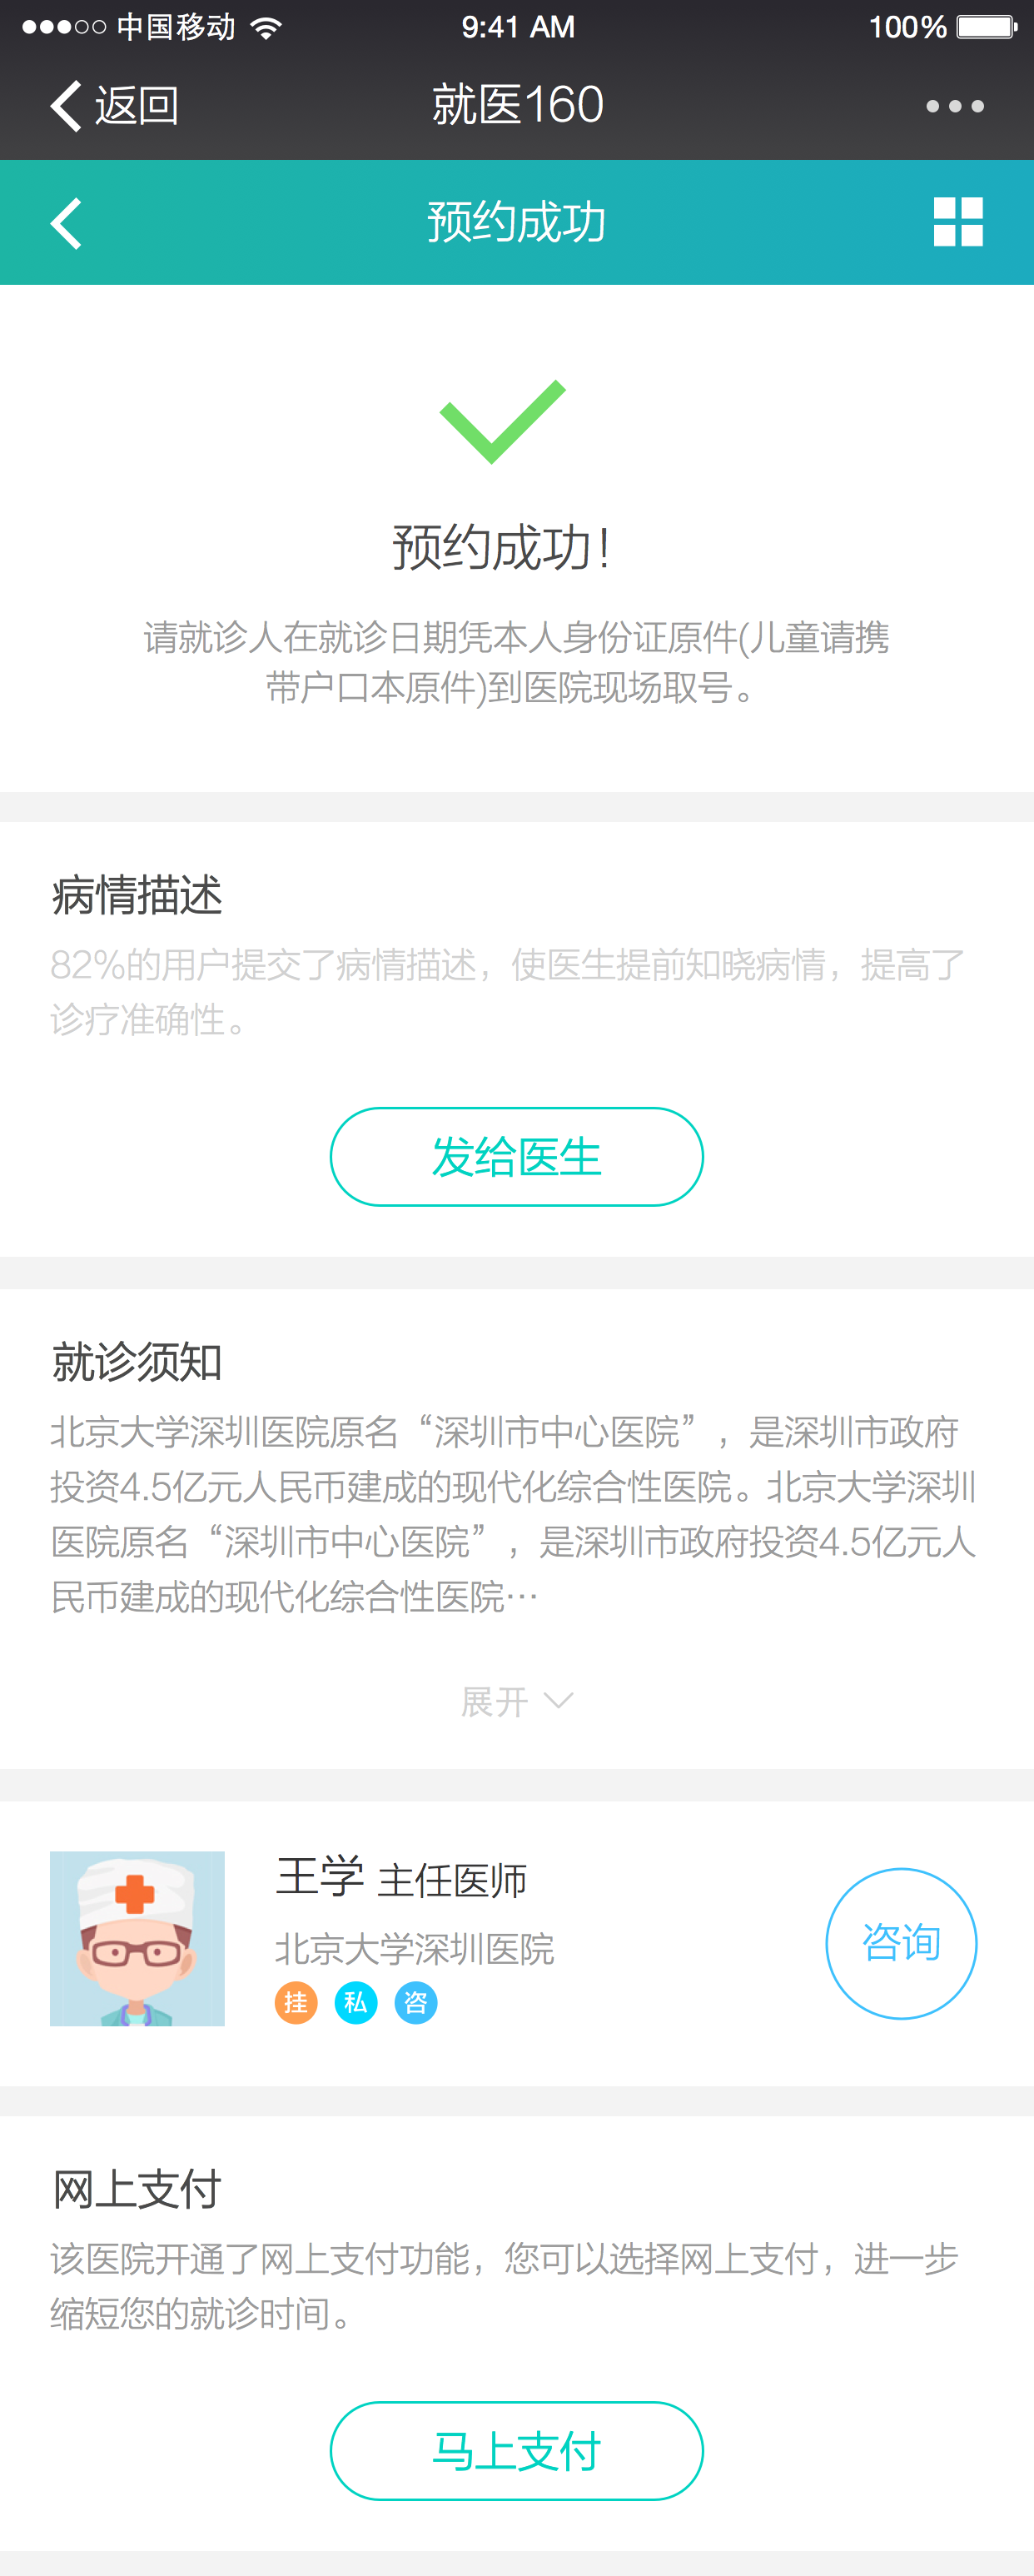 中国移动 9:41 AM 100%
返回 就医160
预约成功
预约成功！
请就诊人在就诊日期凭本人身份证原件(儿童请携
带户口本原件)到医院现场取号。
病情描述
82%的用户提交了病情描述，使医生提前知晓病情，提高了
诊疗准确性。
发给医生
就诊须知
北京大学深圳医院原名“深圳市中心医院”，是深圳市政府
投资4.5亿元人民币建成的现代化综合性医院。北京大学深圳
医院原名“深圳市中心医院”，是深圳市政府投资4.5亿元人
民币建成的现代化综合性医院…
展开
王学 主任医师
北京大学深圳医院
挂 私 咨
咨询
网上支付
该医院开通了网上支付功能，您可以选择网上支付，进一步
缩短您的就诊时间。
马上支付